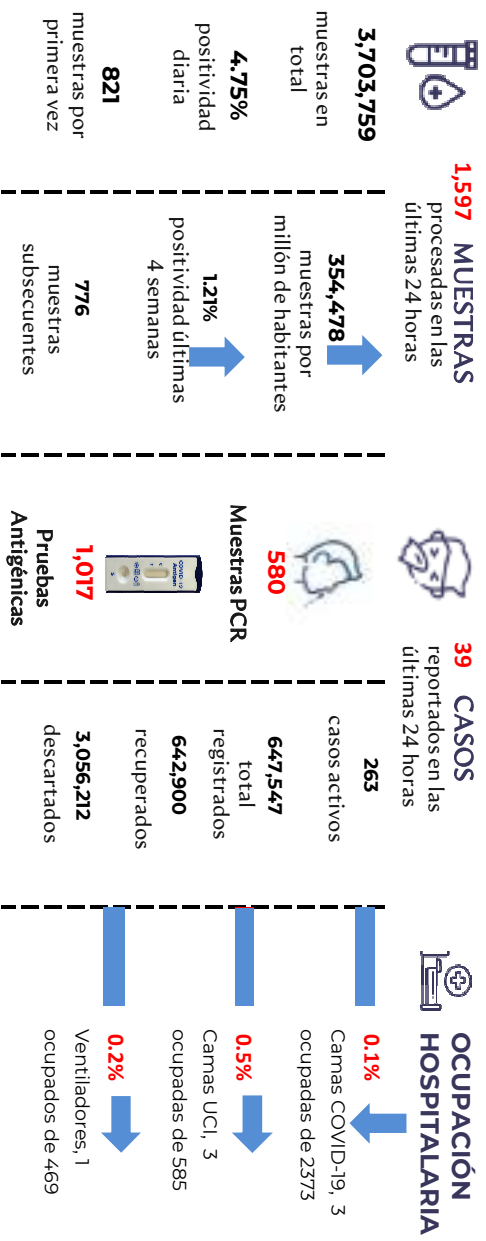 1,597 MUESTRAS
procesadas en las
últimas 24 horas
3,703,759
muestras en
total
4.75%
positividad
diaria
821
muestras por
primera vez
354,478
muestras por
millón de habitantes
1.21%
positividad últimas
4 semanas
776
muestras
subsecuentes
580
Muestras PCR
COVID-19
Antigen
C
T
S
1,017
Pruebas
Antigénicas
39 CASOS
reportados en las
últimas 24 horas
263
casos activos
647,547
total
registrados
642,900
recuperados
3,056,212
descartados
OCUPACIÓN
HOSPITALARIA
0.1%
Camas COVID-19, 3
ocupadas de 2373
0.5%
Camas UCI, 3
ocupadas de 585
0.2%
Ventiladores, 1
ocupados de 469